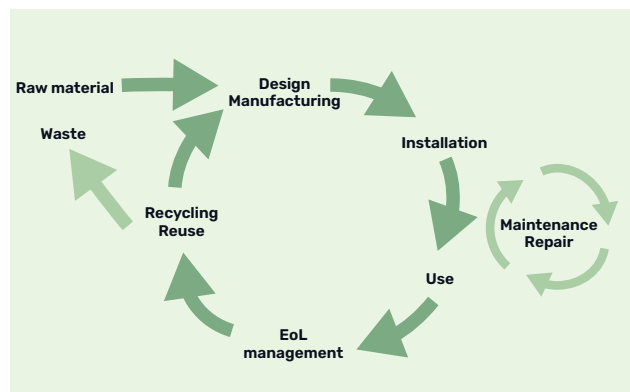 Raw material
Design
Manufacturing
Waste
Installation
Recycling
Reuse
Maintenance
Repair
Use
EoL
management